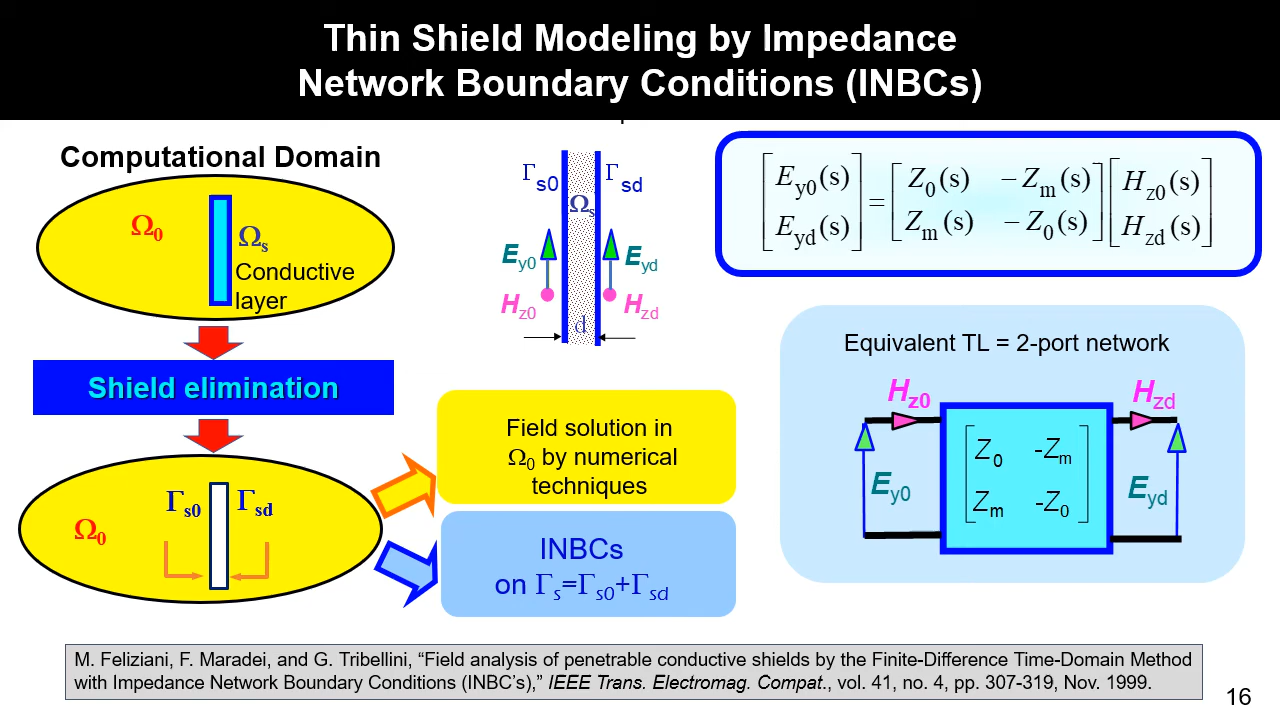 Thin Shield Modeling by Impedance
Network Boundary Conditions (INBCs)
Computational Domain
Ω0
Ωs
Conductive
layer
Shield elimination
Γs0
Γsd
Ω0
Γs0
Γsd
Ωs
Ey0
Eyd
Hz0
Hzd
d
Field solution in
Ω0 by numerical
techniques
INBCs
on Γs=Γs0+Γsd
[Ey0(s)] = [Z0(s) − Zm(s)] [Hz0(s)]
[Eyd(s)] [Zm(s) − Z0(s)] [Hzd(s)]
Equivalent TL = 2-port network
Hz0
Hzd
Z0 -Zm
Ey0
Eyd
Zm -Z0
M. Feliziani, F. Maradei, and G. Tribellini, “Field analysis of penetrable conductive shields by the Finite-Difference Time-Domain Method
with Impedance Network Boundary Conditions (INBC’s),” IEEE Trans. Electromag. Compat., vol. 41, no. 4, pp. 307-319, Nov. 1999.
16